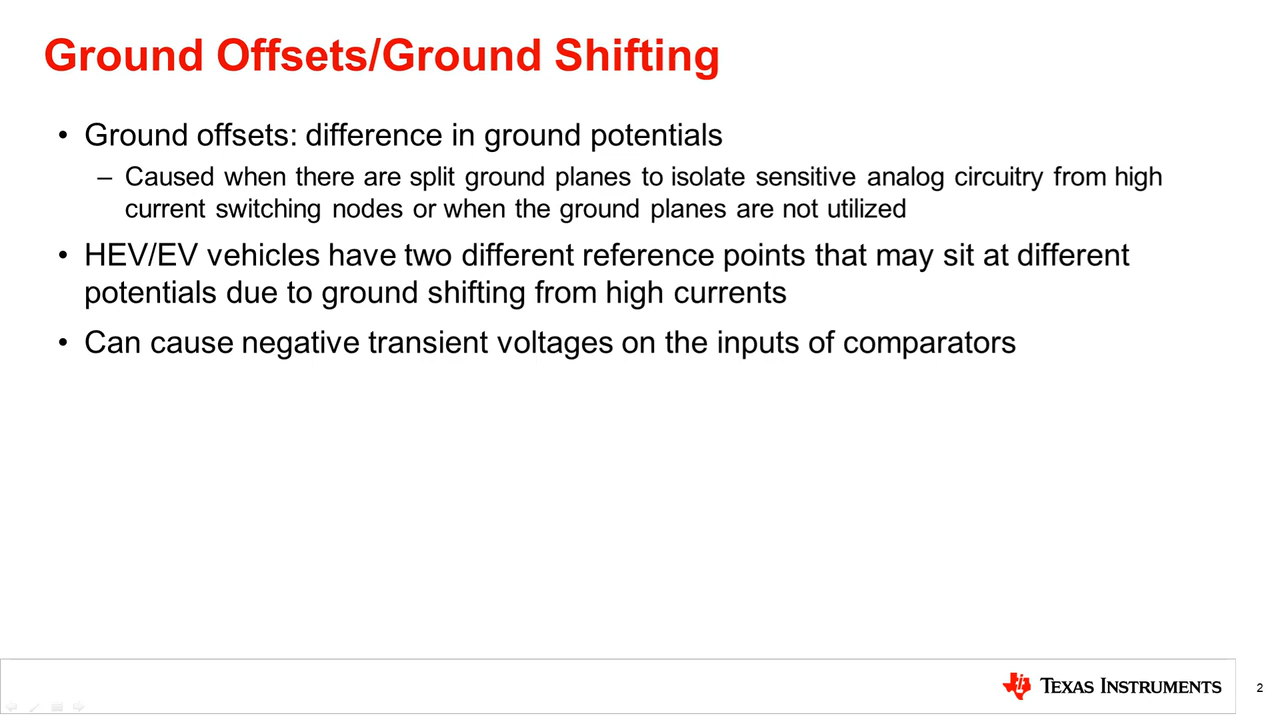 Ground Offsets/Ground Shifting
• Ground offsets: difference in ground potentials
– Caused when there are split ground planes to isolate sensitive analog circuitry from high
current switching nodes or when the ground planes are not utilized
• HEV/EV vehicles have two different reference points that may sit at different
potentials due to ground shifting from high currents
• Can cause negative transient voltages on the inputs of comparators
TEXAS INSTRUMENTS
2